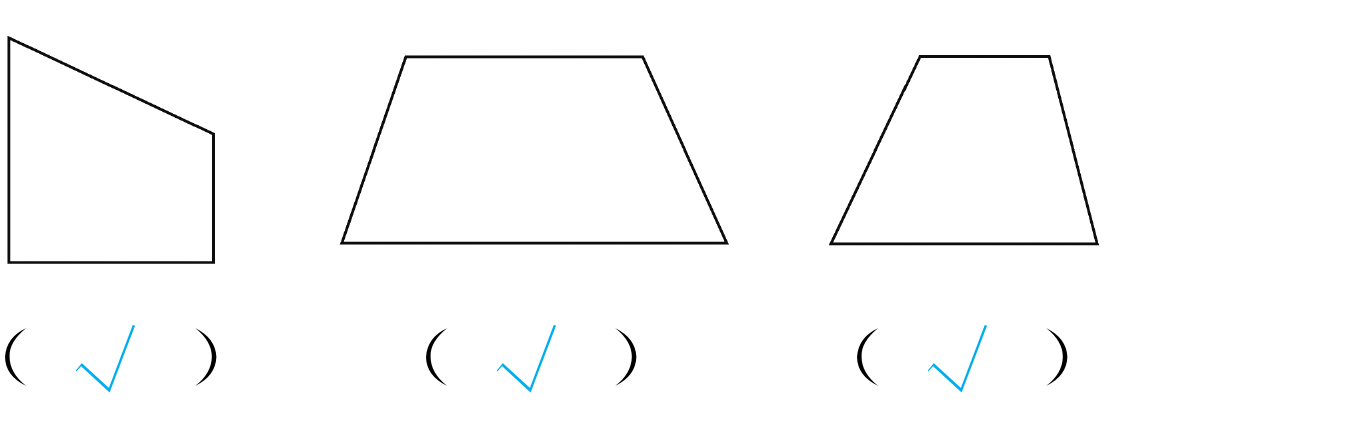 ( √ ) ( √ ) ( √ )